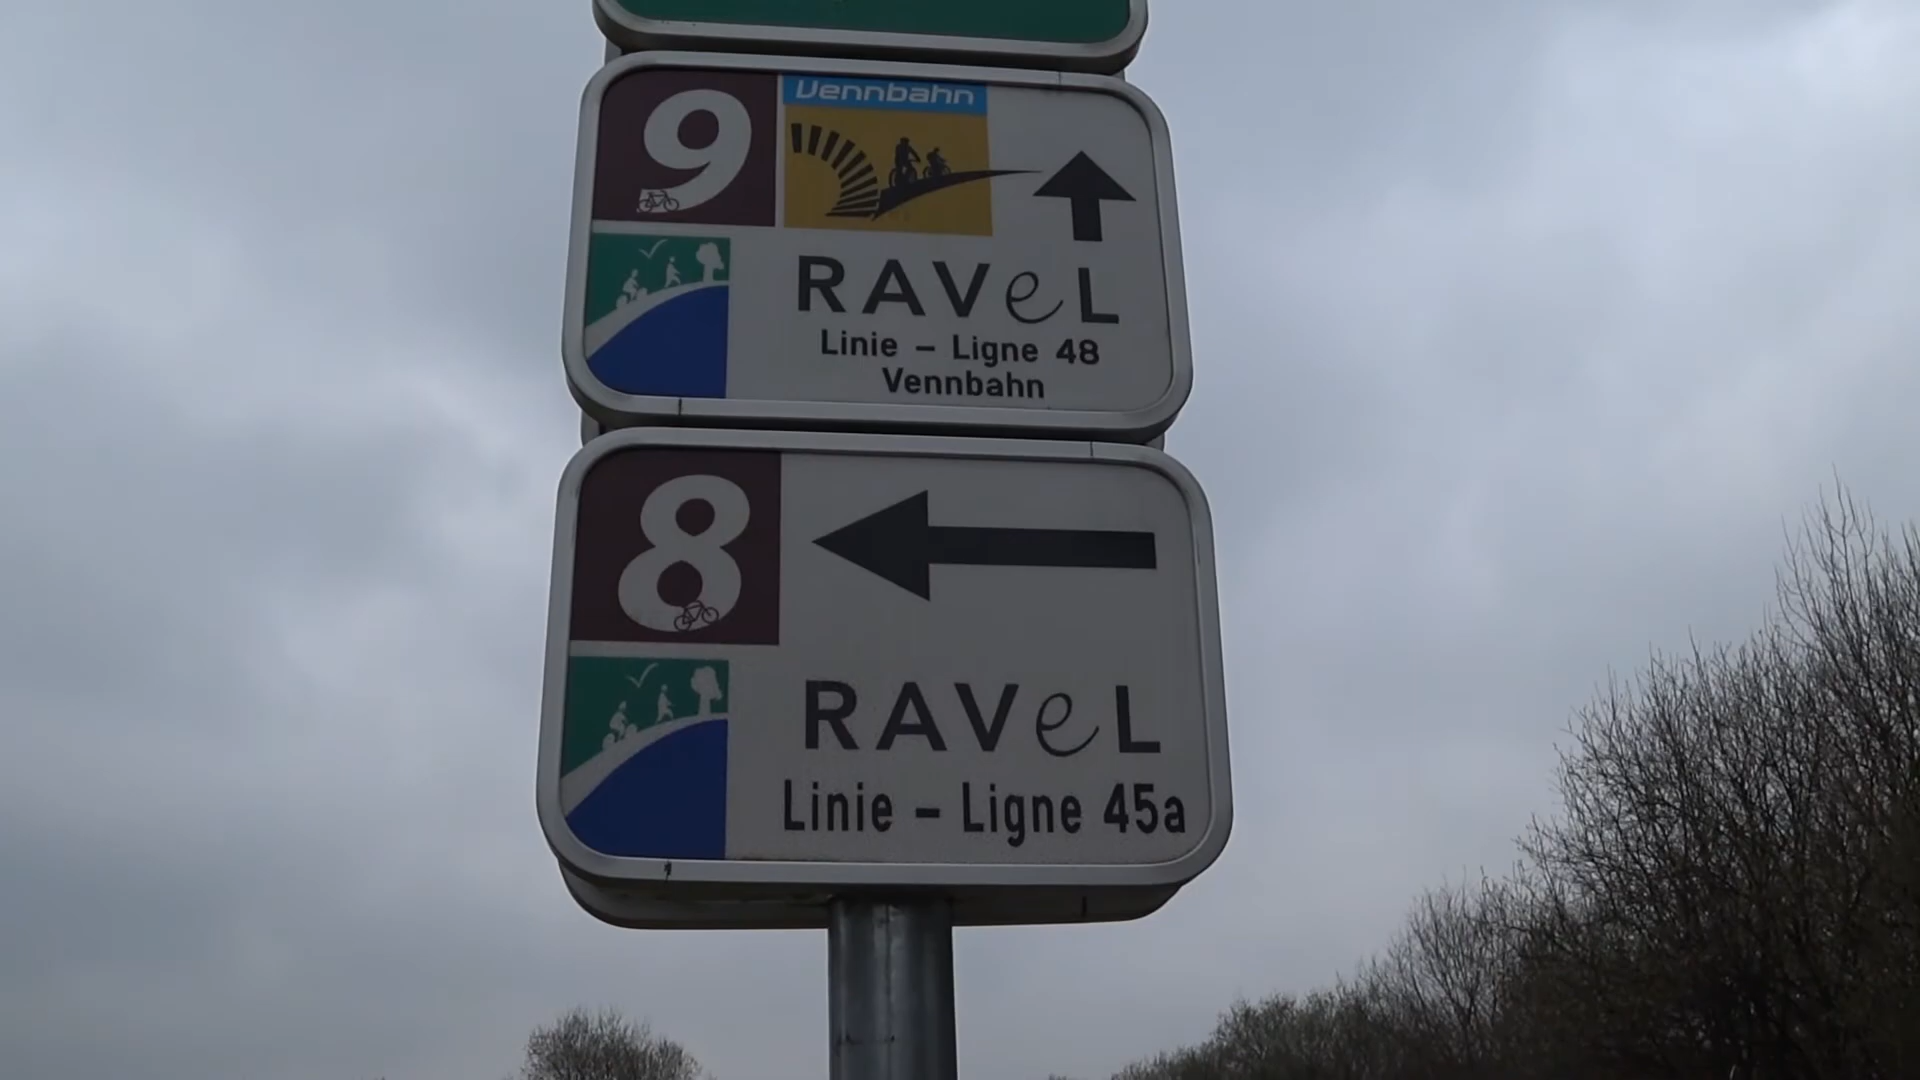 9
Vennbahn
RAVeL
Linie – Ligne 48
Vennbahn
8
RAVeL
Linie – Ligne 45a